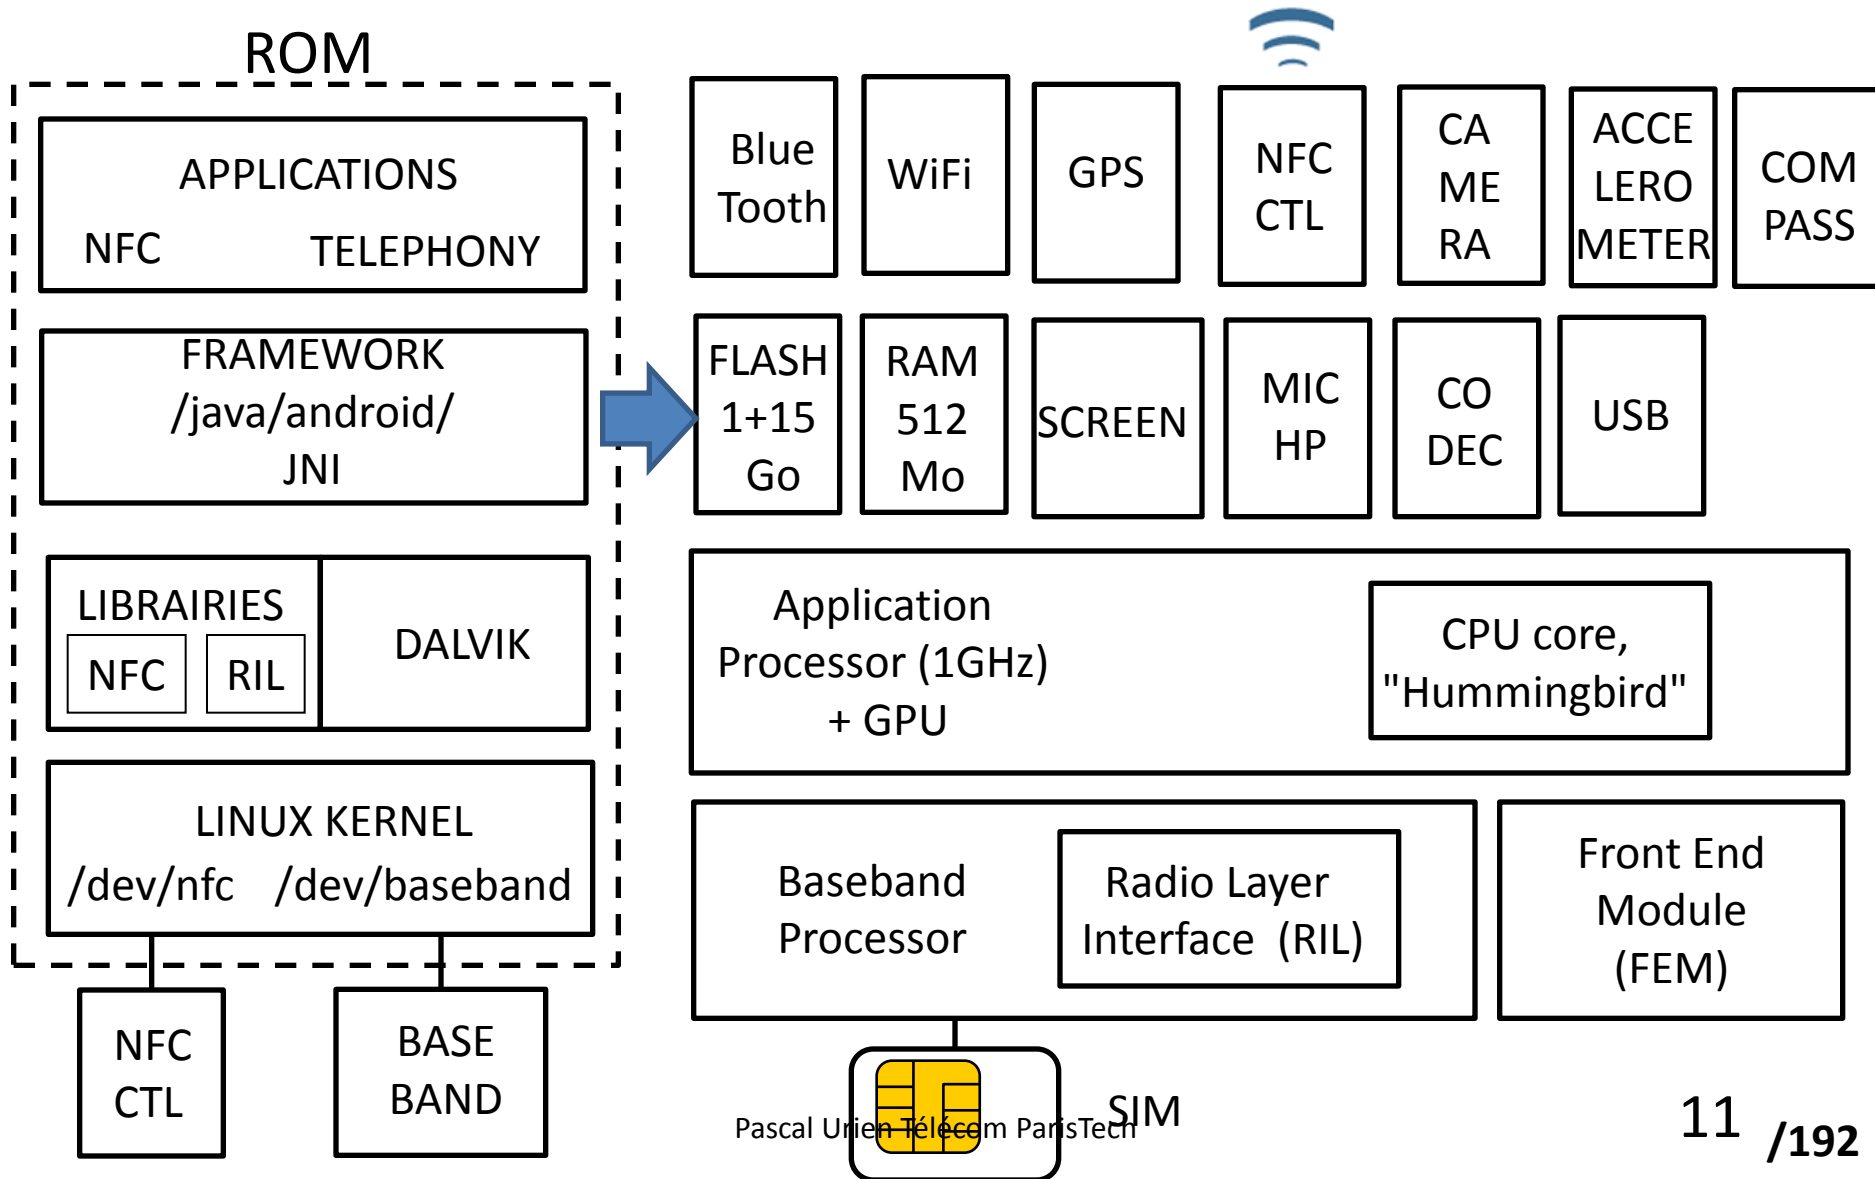 ROM
APPLICATIONS
NFC TELEPHONY
FRAMEWORK
/java/android/
JNI
LIBRAIRIES
NFC RIL
DALVIK
LINUX KERNEL
/dev/nfc /dev/baseband
NFC
CTL
BASE
BAND
Blue
Tooth
WiFi
GPS
NFC
CTL
CA
ME
RA
ACCE
LERO
METER
COM
PASS
FLASH
1+15
Go
RAM
512
Mo
SCREEN
MIC
HP
CO
DEC
USB
Application
Processor (1GHz)
+ GPU
CPU core,
"Hummingbird"
Baseband
Processor
Radio Layer
Interface (RIL)
Front End
Module
(FEM)
SIM
Pascal Urien Télécom ParisTech
11 /192